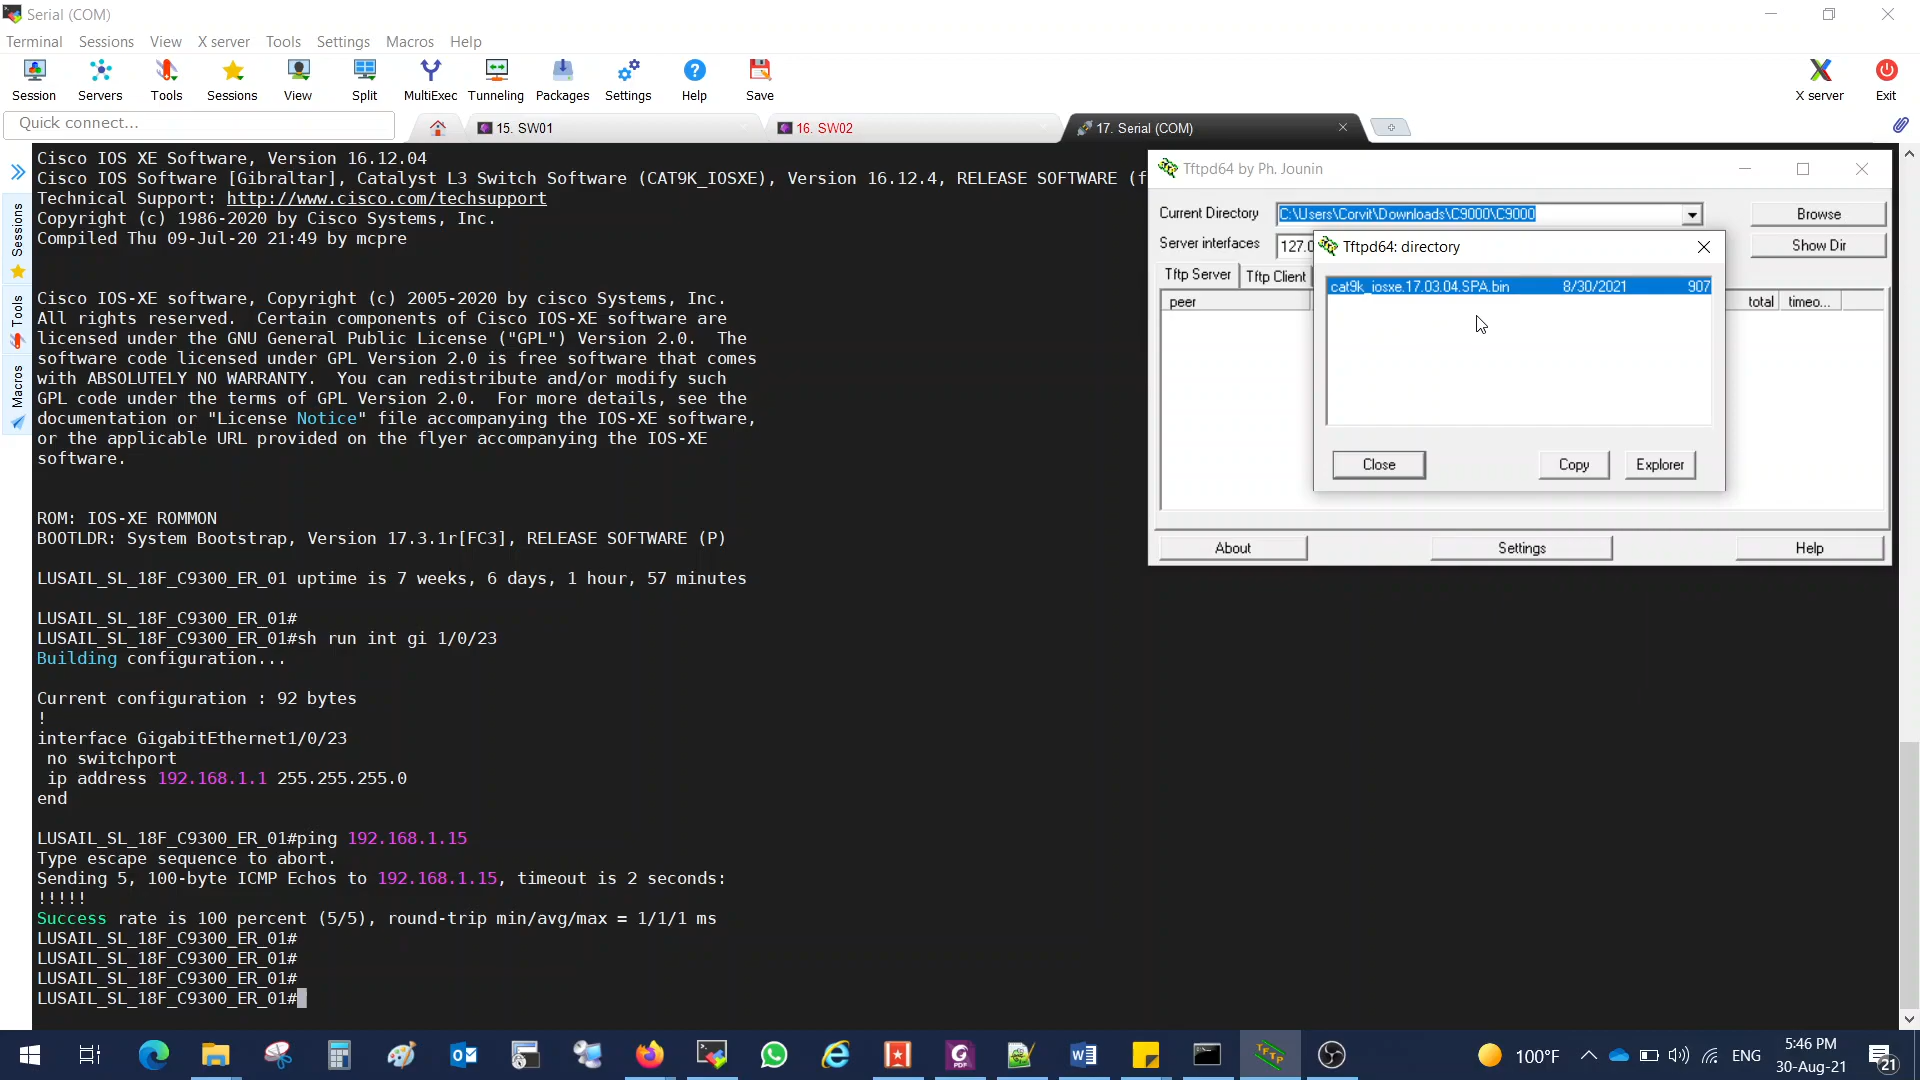 Serial (COM)
Terminal Sessions View X server Tools Settings Macros Help
Session Servers Tools Sessions View Split MultiExec Tunneling Packages Settings Help Save X server Exit
Quick connect... 15. SW01 16. SW02 17. Serial (COM)
Sessions
Tools
Macros
Cisco IOS XE Software, Version 16.12.04
Cisco IOS Software [Gibraltar], Catalyst L3 Switch Software (CAT9K_IOSXE), Version 16.12.4, RELEASE SOFTWARE (f
Technical Support: http://www.cisco.com/techsupport
Copyright (c) 1986-2020 by Cisco Systems, Inc.
Compiled Thu 09-Jul-20 21:49 by mcpre
Cisco IOS-XE software, Copyright (c) 2005-2020 by cisco Systems, Inc.
All rights reserved.  Certain components of Cisco IOS-XE software are
licensed under the GNU General Public License ("GPL") Version 2.0.  The
software code licensed under GPL Version 2.0 is free software that comes
with ABSOLUTELY NO WARRANTY.  You can redistribute and/or modify such
GPL code under the terms of GPL Version 2.0.  For more details, see the
documentation or "License Notice" file accompanying the IOS-XE software,
or the applicable URL provided on the flyer accompanying the IOS-XE
software.
ROM: IOS-XE ROMMON
BOOTLDR: System Bootstrap, Version 17.3.1r[FC3], RELEASE SOFTWARE (P)
LUSAIL_SL_18F_C9300_ER_01 uptime is 7 weeks, 6 days, 1 hour, 57 minutes
LUSAIL_SL_18F_C9300_ER_01#
LUSAIL_SL_18F_C9300_ER_01#sh run int gi 1/0/23
Building configuration...
Current configuration : 92 bytes
!
interface GigabitEthernet1/0/23
no switchport
ip address 192.168.1.1 255.255.255.0
end
LUSAIL_SL_18F_C9300_ER_01#ping 192.168.1.15
Type escape sequence to abort.
Sending 5, 100-byte ICMP Echos to 192.168.1.15, timeout is 2 seconds:
!!!!!
Success rate is 100 percent (5/5), round-trip min/avg/max = 1/1/1 ms
LUSAIL_SL_18F_C9300_ER_01#
LUSAIL_SL_18F_C9300_ER_01#
LUSAIL_SL_18F_C9300_ER_01#
LUSAIL_SL_18F_C9300_ER_01#
Tftpd64 by Ph. Jounin
Current Directory C:\Users\Corvit\Downloads\C9000\C9000 Browse
Server interfaces 127.0 Show Dir
Tftp Server Tftp Client
peer total timeo...
Tftpd64: directory
cat9k_iosxe.17.03.04.SPA.bin 8/30/2021 907
Close Copy Explorer
About Settings Help
100°F ENG 5:46 PM
30-Aug-21
21